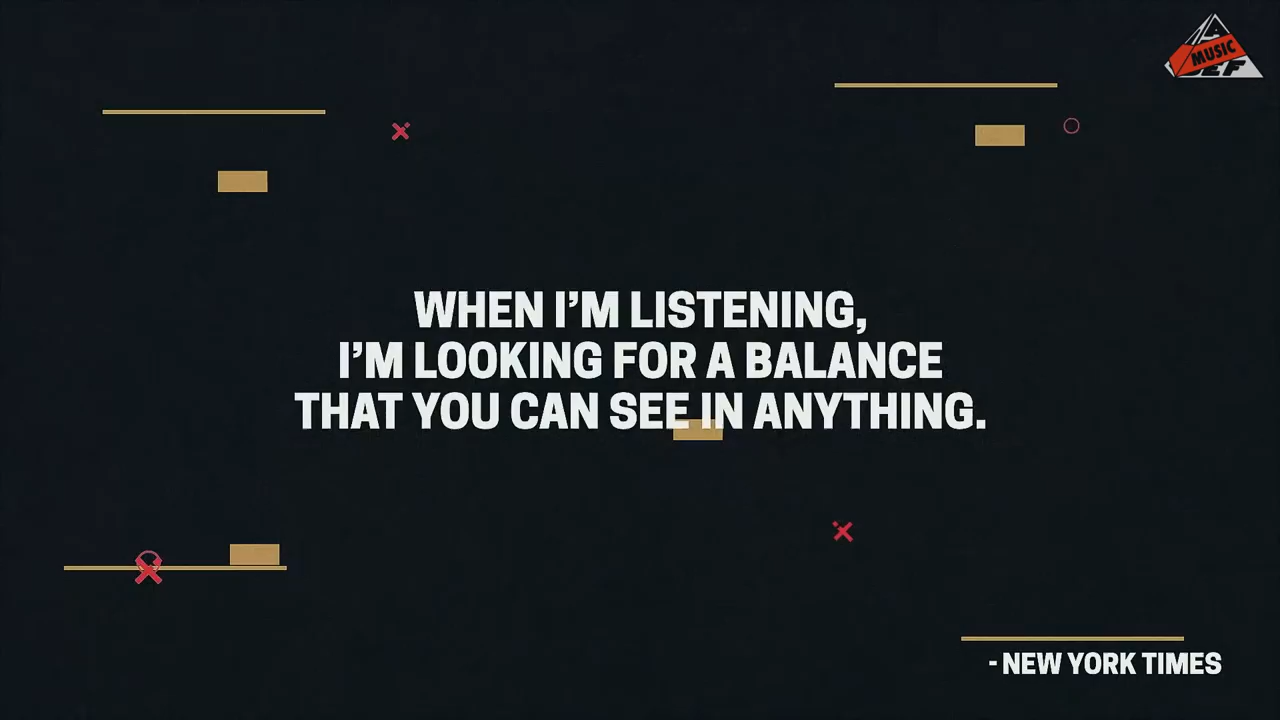 MUSIC
WHEN I’M LISTENING,
I’M LOOKING FOR A BALANCE
THAT YOU CAN SEE IN ANYTHING.
- NEW YORK TIMES